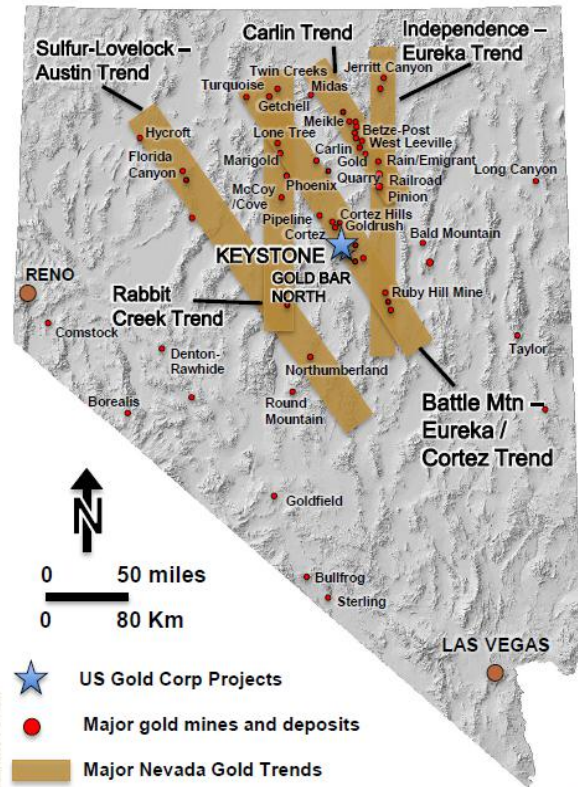 Carlin Trend
Independence –
Eureka Trend
Sulfur-Lovelock –
Austin Trend
Twin Creeks
Jerritt Canyon
Turquoise
Midas
Getchell
Meikle
Hycroft
Lone Tree
Betze-Post
West Leeville
Florida
Canyon
Marigold
Carlin
Gold
Quarry
Rain/Emigrant
Long Canyon
Railroad
Pinion
Phoenix
McCoy
/Cove
Pipeline
Cortez Hills
Goldrush
Cortez
Bald Mountain
KEYSTONE
GOLD BAR
NORTH
RENO
Rabbit
Creek Trend
Ruby Hill Mine
Comstock
Denton-
Rawhide
Northumberland
Taylor
Borealis
Round
Mountain
Battle Mtn –
Eureka /
Cortez Trend
N
Goldfield
0 50 miles
0 80 Km
Bullfrog
Sterling
LAS VEGAS
US Gold Corp Projects
Major gold mines and deposits
Major Nevada Gold Trends